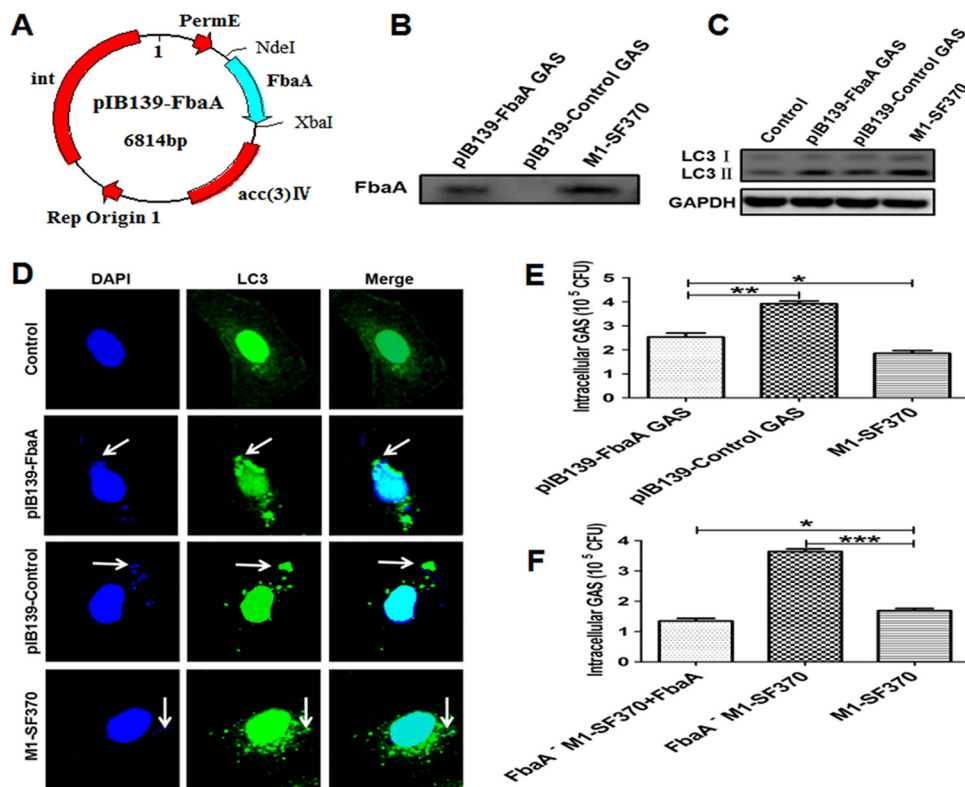 A
PermE
1
NdeI
int
FbaA
pIB139-FbaA
6814bp
XbaI
acc(3)IV
Rep Origin 1
B
pIB139-FbaA GAS
pIB139-Control GAS
M1-SF370
FbaA
C
Control
pIB139-FbaA GAS
pIB139-Control GAS
M1-SF370
LC3 Ⅰ
LC3 Ⅱ
GAPDH
D
DAPI
LC3
Merge
Control
pIB139-FbaA
pIB139-Control
M1-SF370
E
Intracellular GAS (10⁵ CFU)
5
4
3
2
1
0
*
**
pIB139-FbaA GAS
pIB139-Control GAS
M1-SF370
F
Intracellular GAS (10⁵ CFU)
4
3
2
1
0
*
***
FbaA⁻ M1-SF370+FbaA
FbaA⁻ M1-SF370
M1-SF370